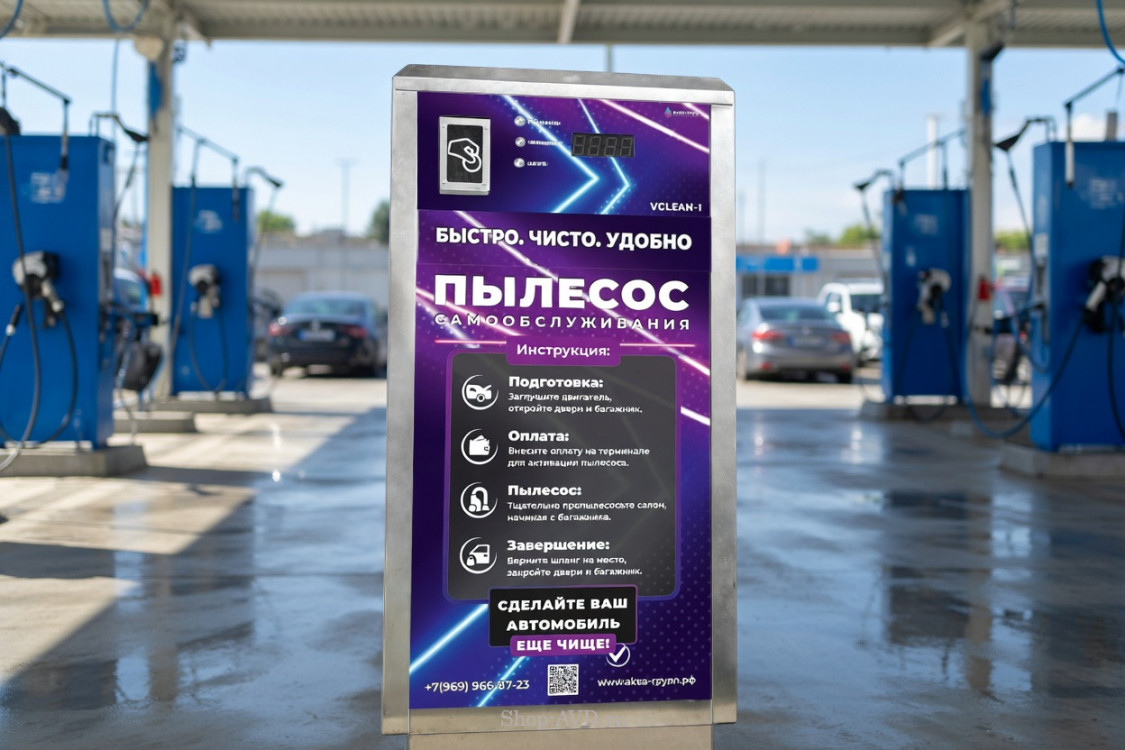 VCLEAN-1
БЫСТРО. ЧИСТО. УДОБНО
ПЫЛЕСОС
САМООБСЛУЖИВАНИЯ
Инструкция:
Подготовка:
Заглушите двигатель,
откройте двери и багажник.
Оплата:
Внесите оплату на терминале
для активации пылесоса.
Пылесос:
Тщательно пропылесосьте салон,
начиная с багажника.
Завершение:
Верните шланг на место,
закройте двери и багажник.
СДЕЛАЙТЕ ВАШ
АВТОМОБИЛЬ
ЕЩЕ ЧИЩЕ!
+7(969) 966-87-23
www.аква-групп.рф
Shop-AVD